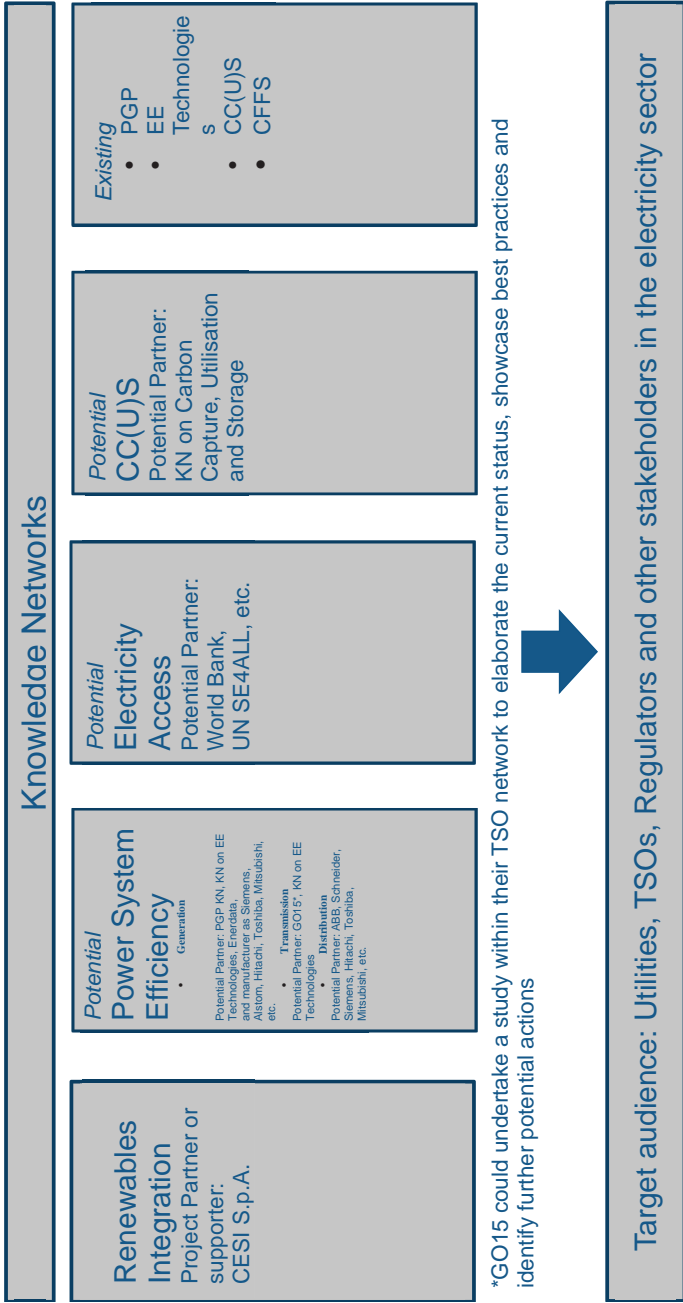 Knowledge Networks
Renewables
Integration
Project Partner or
supporter:
CESI S.p.A.
Potential
Power System
Efficiency
• Generation
Potential Partner: PGP KN, KN on EE
Technologies, Enerdata,
and manufacturer as Siemens,
Alstom, Hitachi, Toshiba, Mitsubishi,
etc.
• Transmission
Potential Partner: GO15*, KN on EE
Technologies
• Distribution
Potential Partner: ABB, Schneider,
Siemens, Hitachi, Toshiba,
Mitsubishi, etc.
Potential
Electricity
Access
Potential Partner:
World Bank,
UN SE4ALL, etc.
Potential
CC(U)S
Potential Partner:
KN on Carbon
Capture, Utilisation
and Storage
Existing
• PGP
• EE
Technologie
s
• CC(U)S
• CFFS
*GO15 could undertake a study within their TSO network to elaborate the current status, showcase best practices and
identify further potential actions
Target audience: Utilities, TSOs, Regulators and other stakeholders in the electricity sector